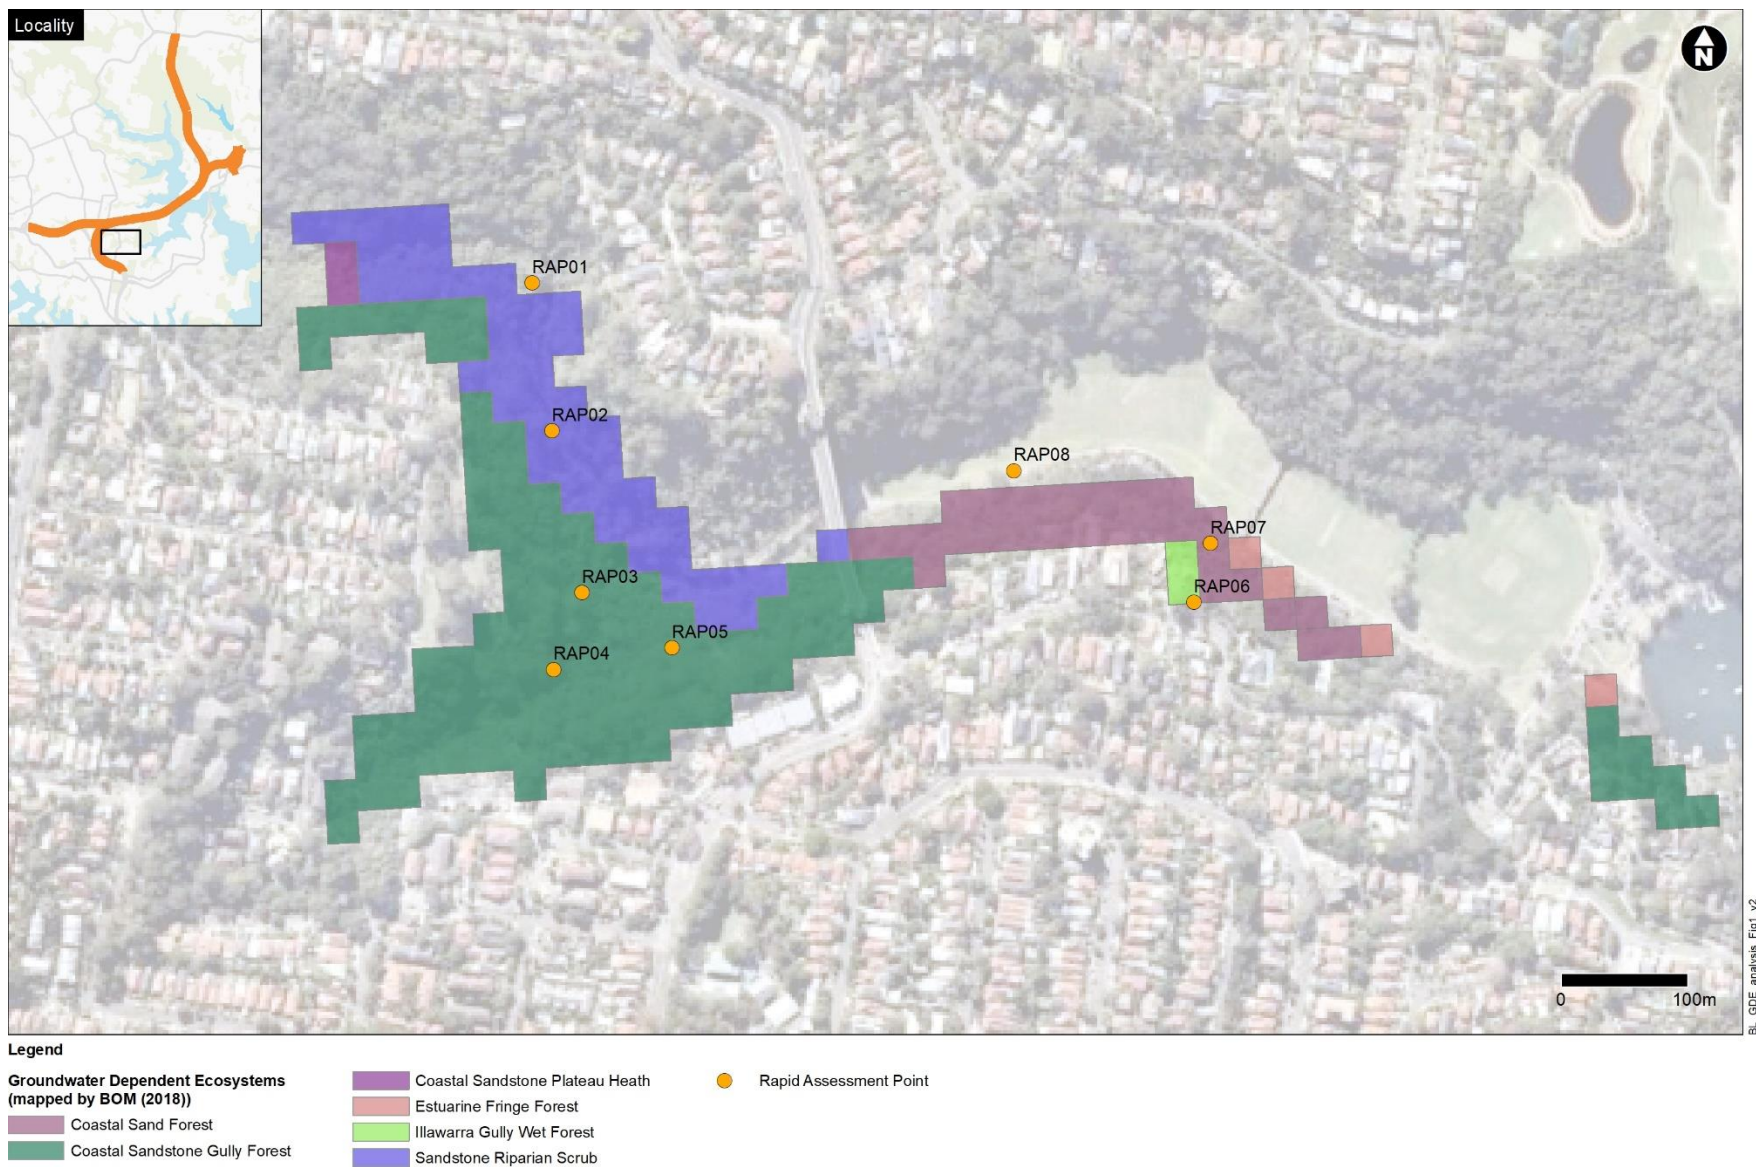 Locality
N
RAP01
RAP02
RAP08
RAP07
RAP03
RAP06
RAP05
RAP04
0 100m
BL_GDE_analysis_Fig1_v2
Legend
Groundwater Dependent Ecosystems
(mapped by BOM (2018))
Coastal Sand Forest
Coastal Sandstone Gully Forest
Coastal Sandstone Plateau Heath
Estuarine Fringe Forest
Illawarra Gully Wet Forest
Sandstone Riparian Scrub
Rapid Assessment Point